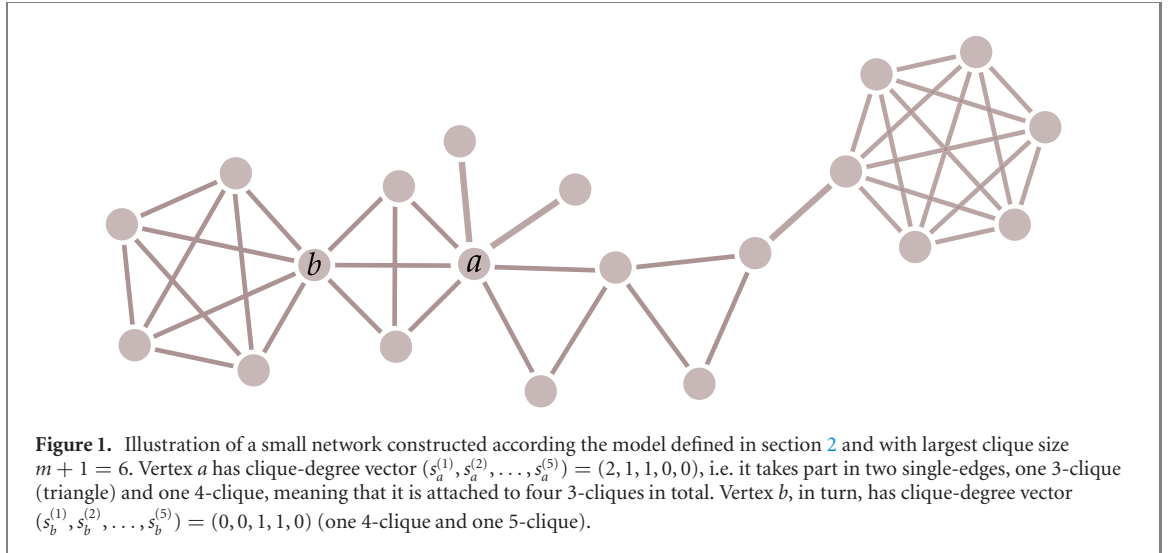 b
a
Figure 1. Illustration of a small network constructed according the model defined in section 2 and with largest clique size
m + 1 = 6. Vertex a has clique-degree vector (s_a^(1), s_a^(2), . . . , s_a^(5)) = (2, 1, 1, 0, 0), i.e. it takes part in two single-edges, one 3-clique
(triangle) and one 4-clique, meaning that it is attached to four 3-cliques in total. Vertex b, in turn, has clique-degree vector
(s_b^(1), s_b^(2), . . . , s_b^(5)) = (0, 0, 1, 1, 0) (one 4-clique and one 5-clique).